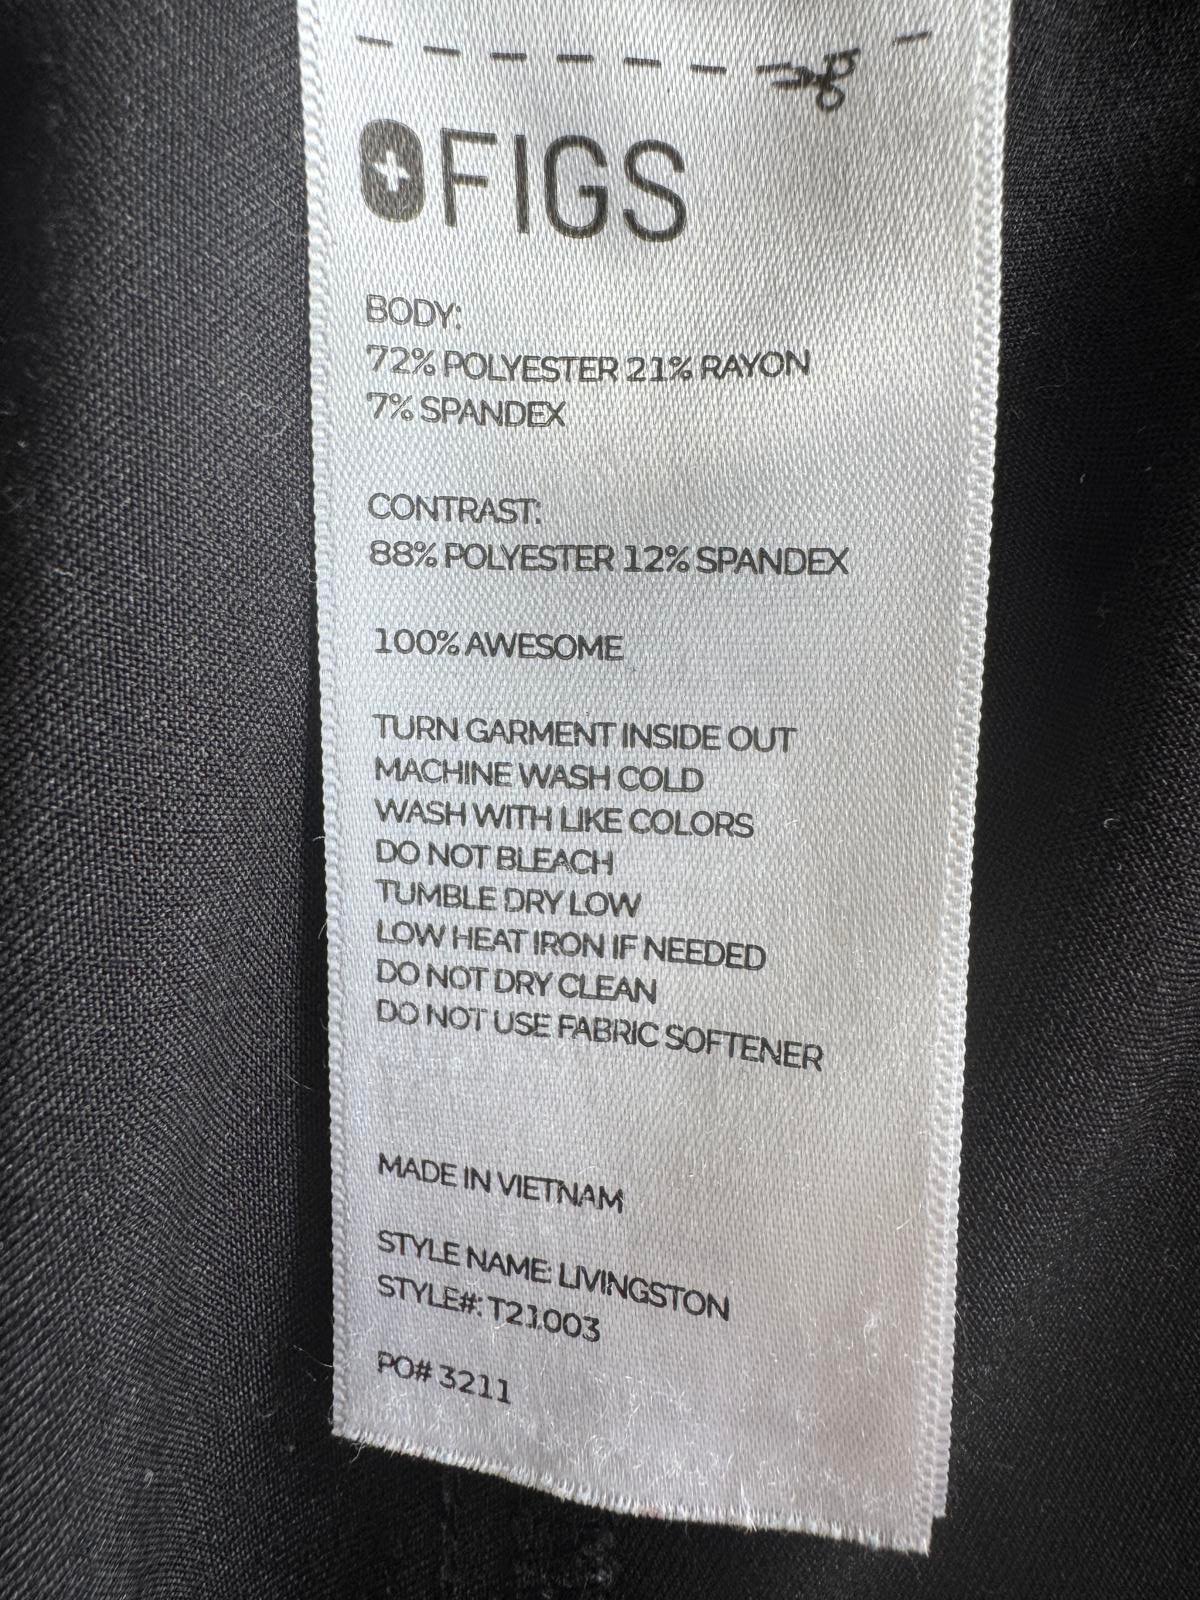 FIGS
BODY:
72% POLYESTER 21% RAYON
7% SPANDEX
CONTRAST:
88% POLYESTER 12% SPANDEX
100% AWESOME
TURN GARMENT INSIDE OUT
MACHINE WASH COLD
WASH WITH LIKE COLORS
DO NOT BLEACH
TUMBLE DRY LOW
LOW HEAT IRON IF NEEDED
DO NOT DRY CLEAN
DO NOT USE FABRIC SOFTENER
MADE IN VIETNAM
STYLE NAME: LIVINGSTON
STYLE#: T21003
PO# 3211